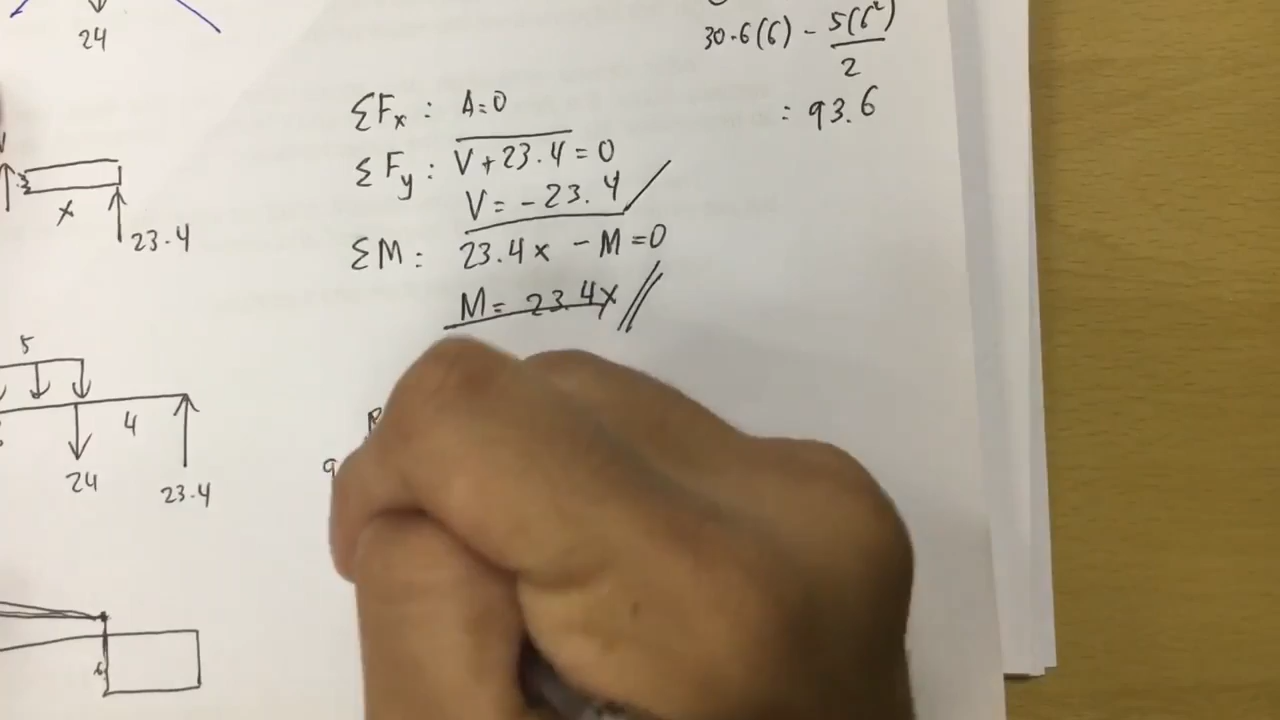 24
30.6(6) - 5(6²)/2
= 93.6
ΣFx : A=0
ΣFy : V+23.4=0
V=-23.4
ΣM : 23.4x - M=0
M= 23.4x
x
23.4
5
4
24
23.4